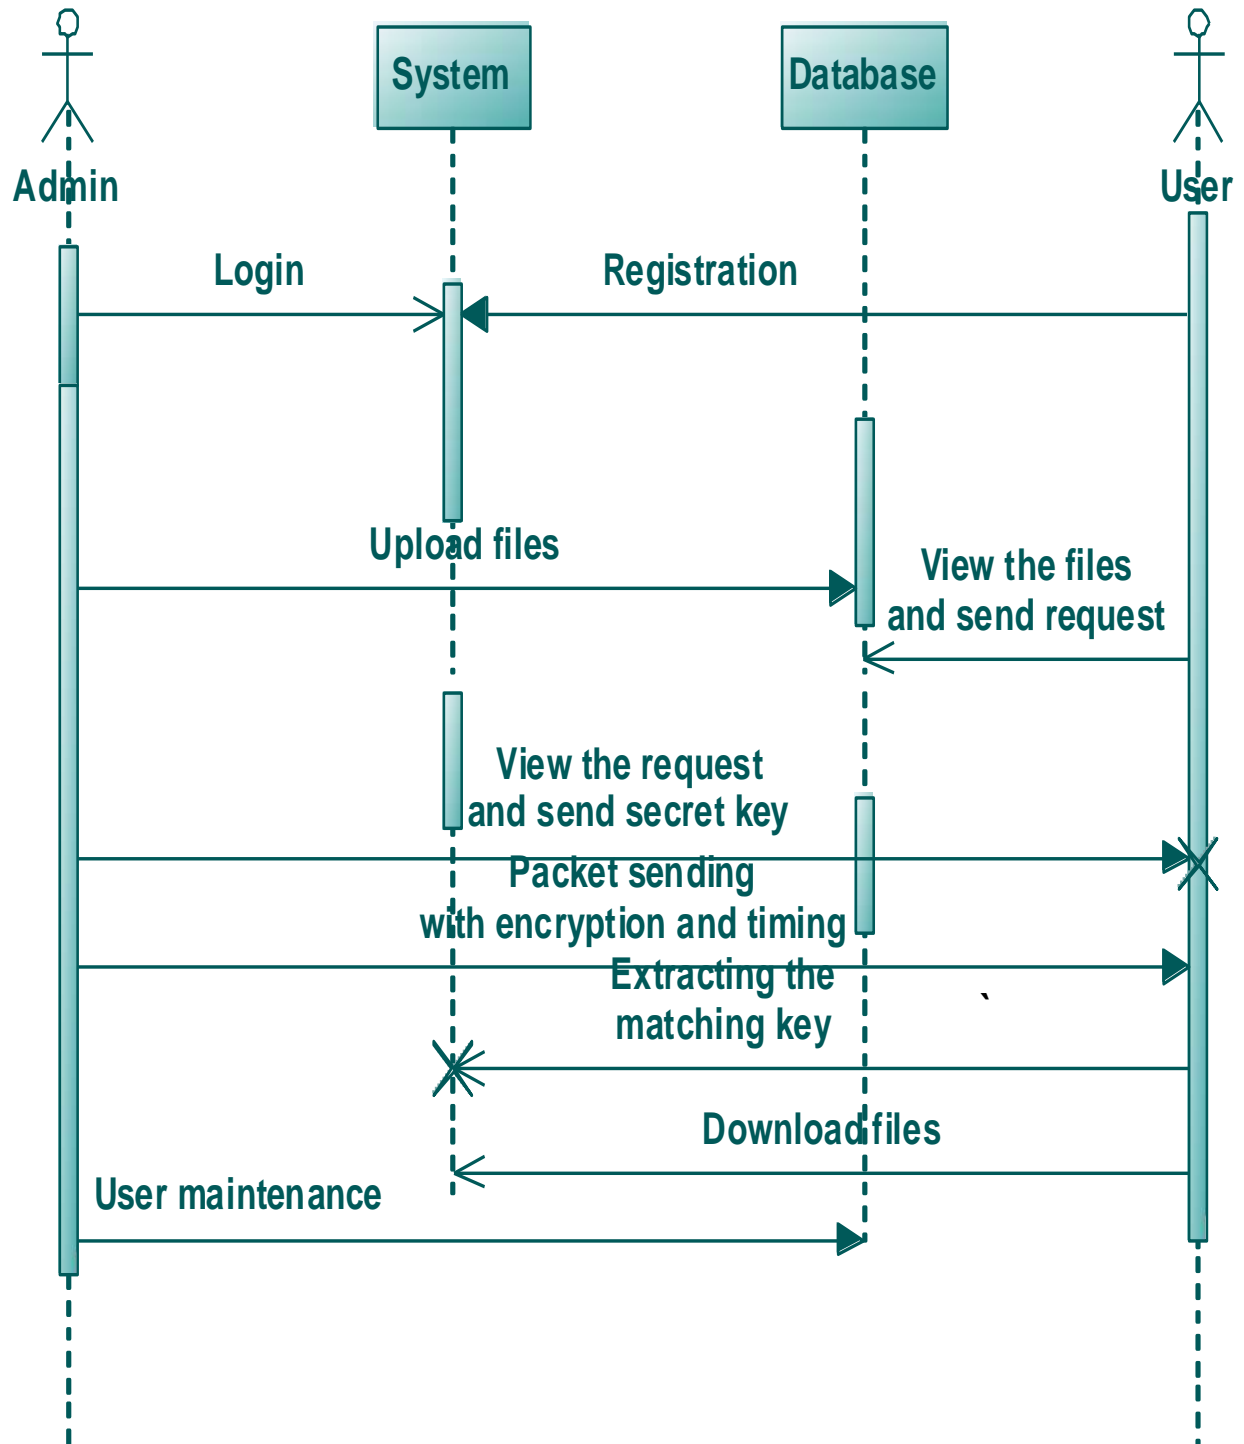 System
Database
Admin
User
Login
Registration
Upload files
View the files
and send request
View the request
and send secret key
Packet sending
with encryption and timing
Extracting the
`
matching key
Download files
User maintenance